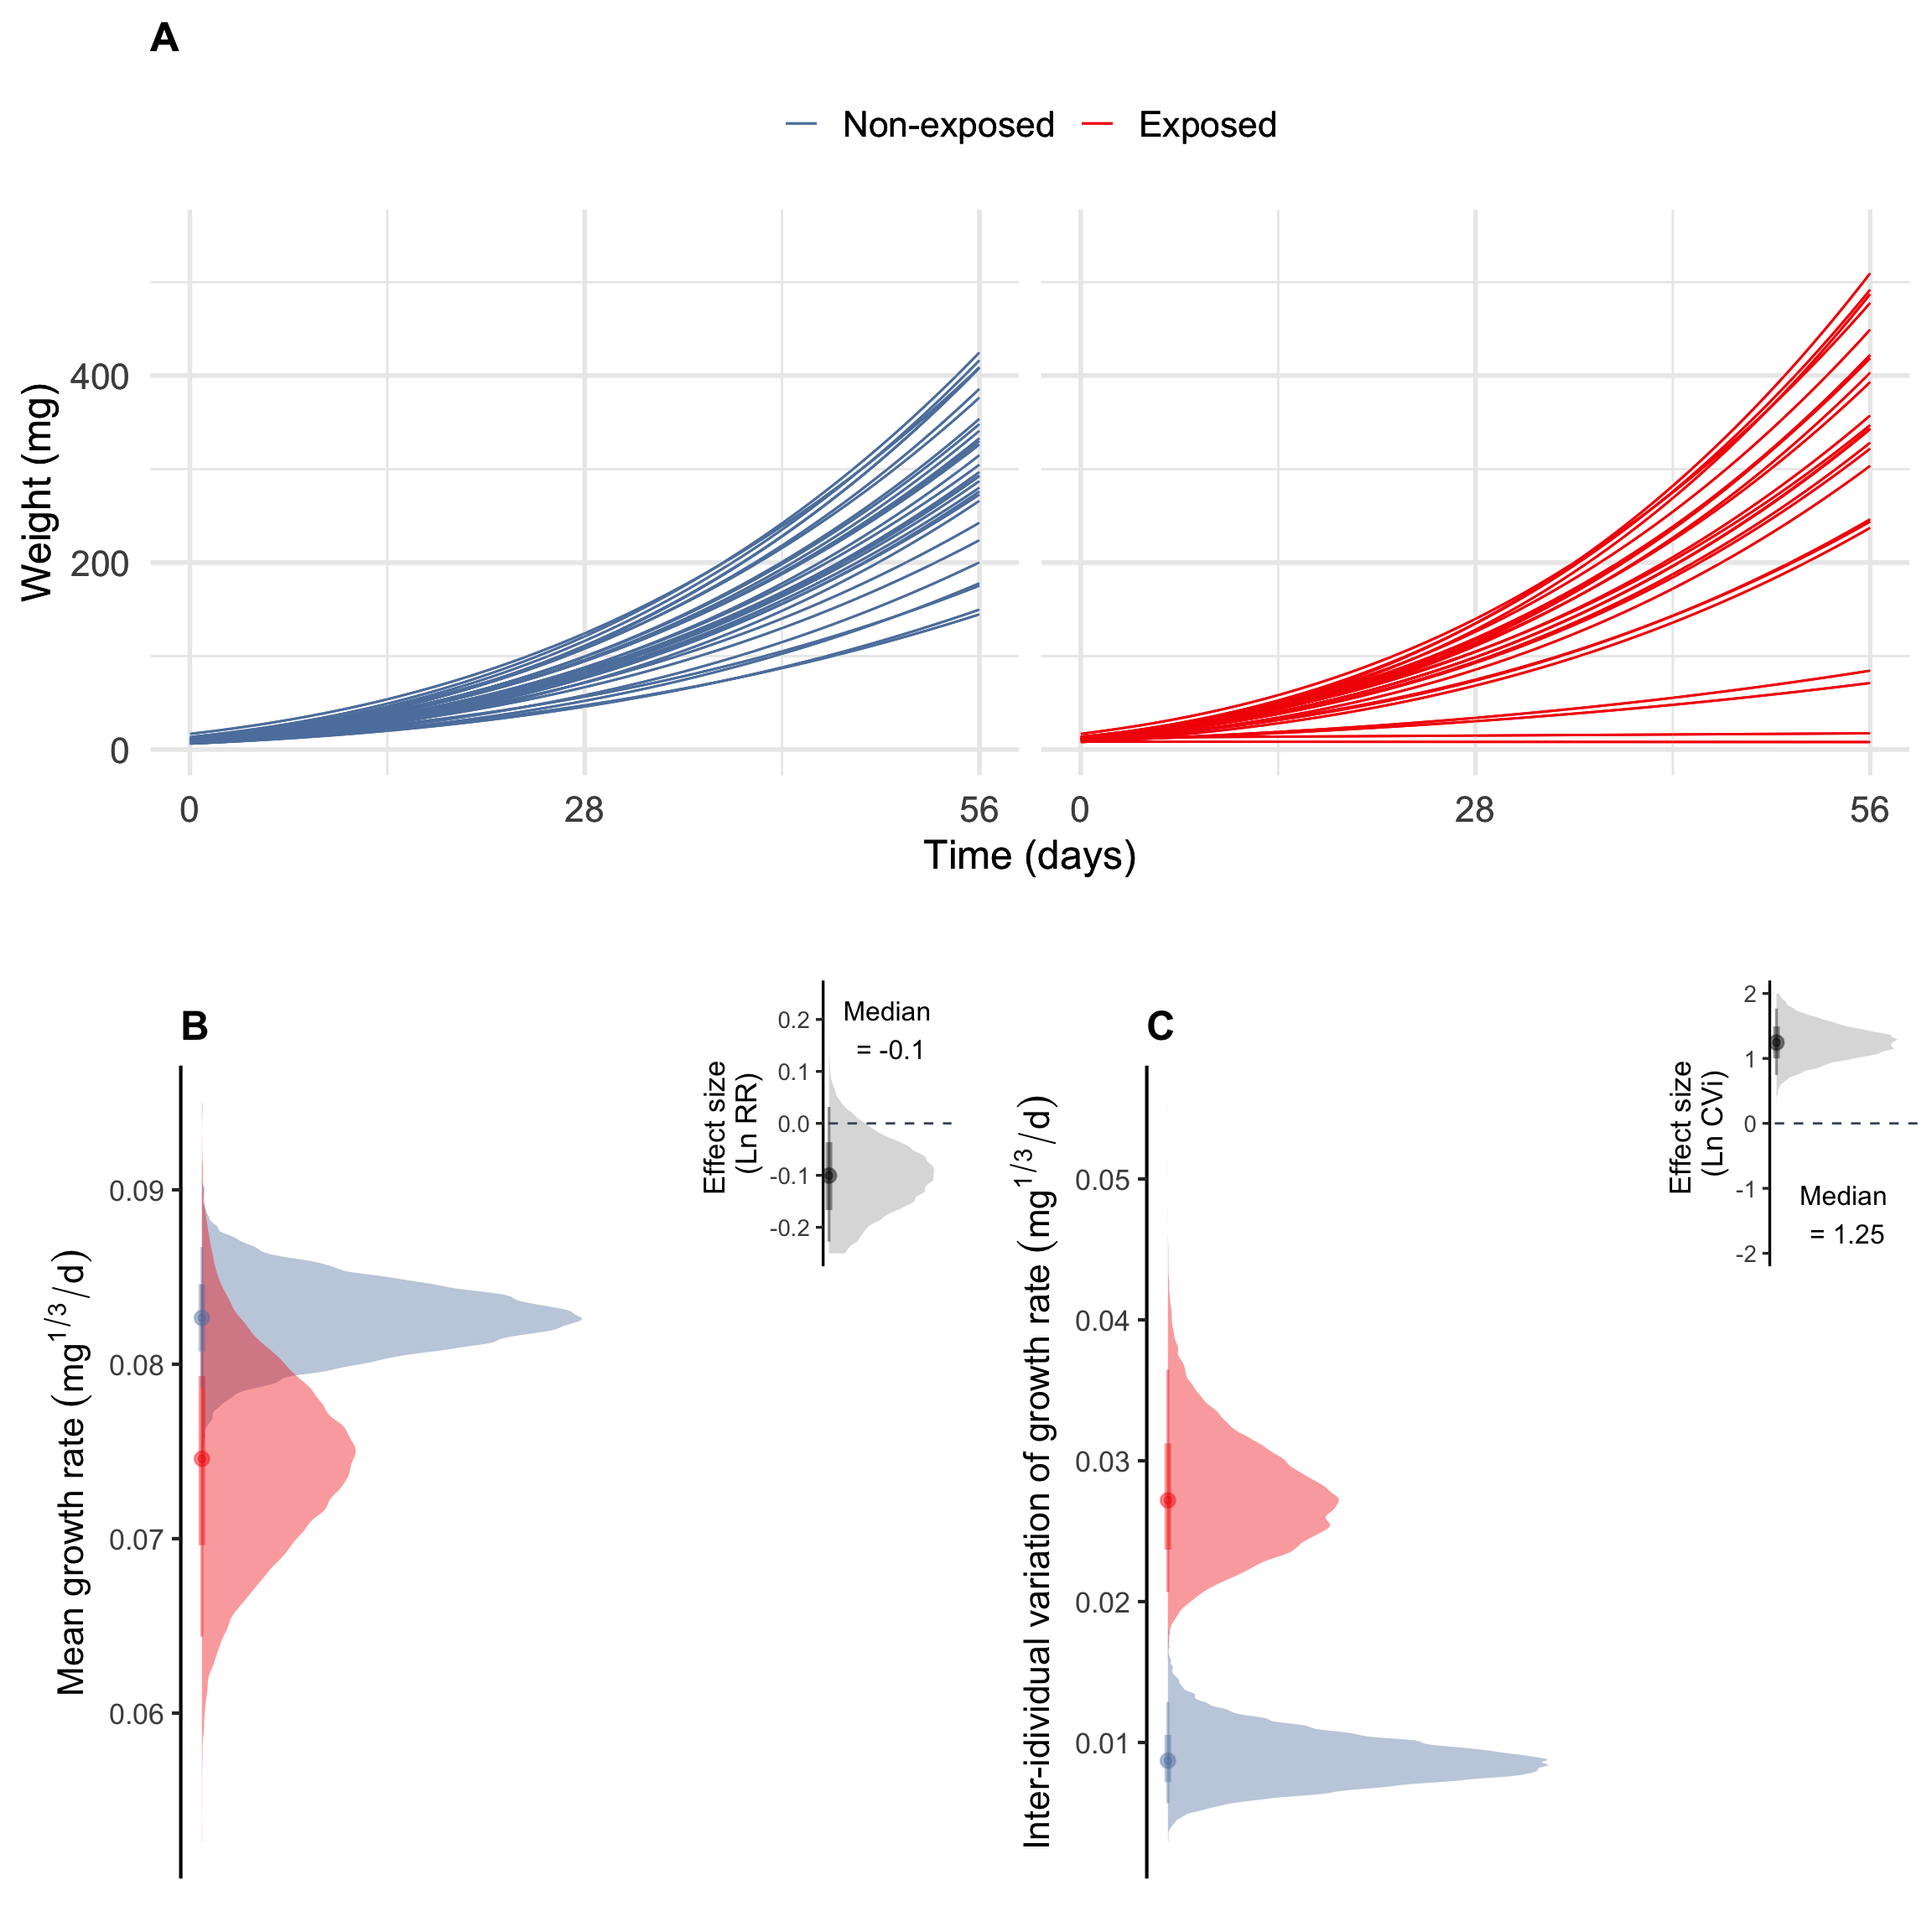 A
Non-exposed
Exposed
Weight (mg)
400
200
0
0
28
56
0
28
56
Time (days)
B
Mean growth rate (mg^1/3/d)
0.09
0.08
0.07
0.06
Effect size
(Ln RR)
0.2
0.1
0.0
-0.1
-0.2
Median
= -0.1
C
Inter-idividual variation of growth rate (mg^1/3/d)
0.05
0.04
0.03
0.02
0.01
Effect size
(Ln CVi)
2
1
0
-1
-2
Median
= 1.25